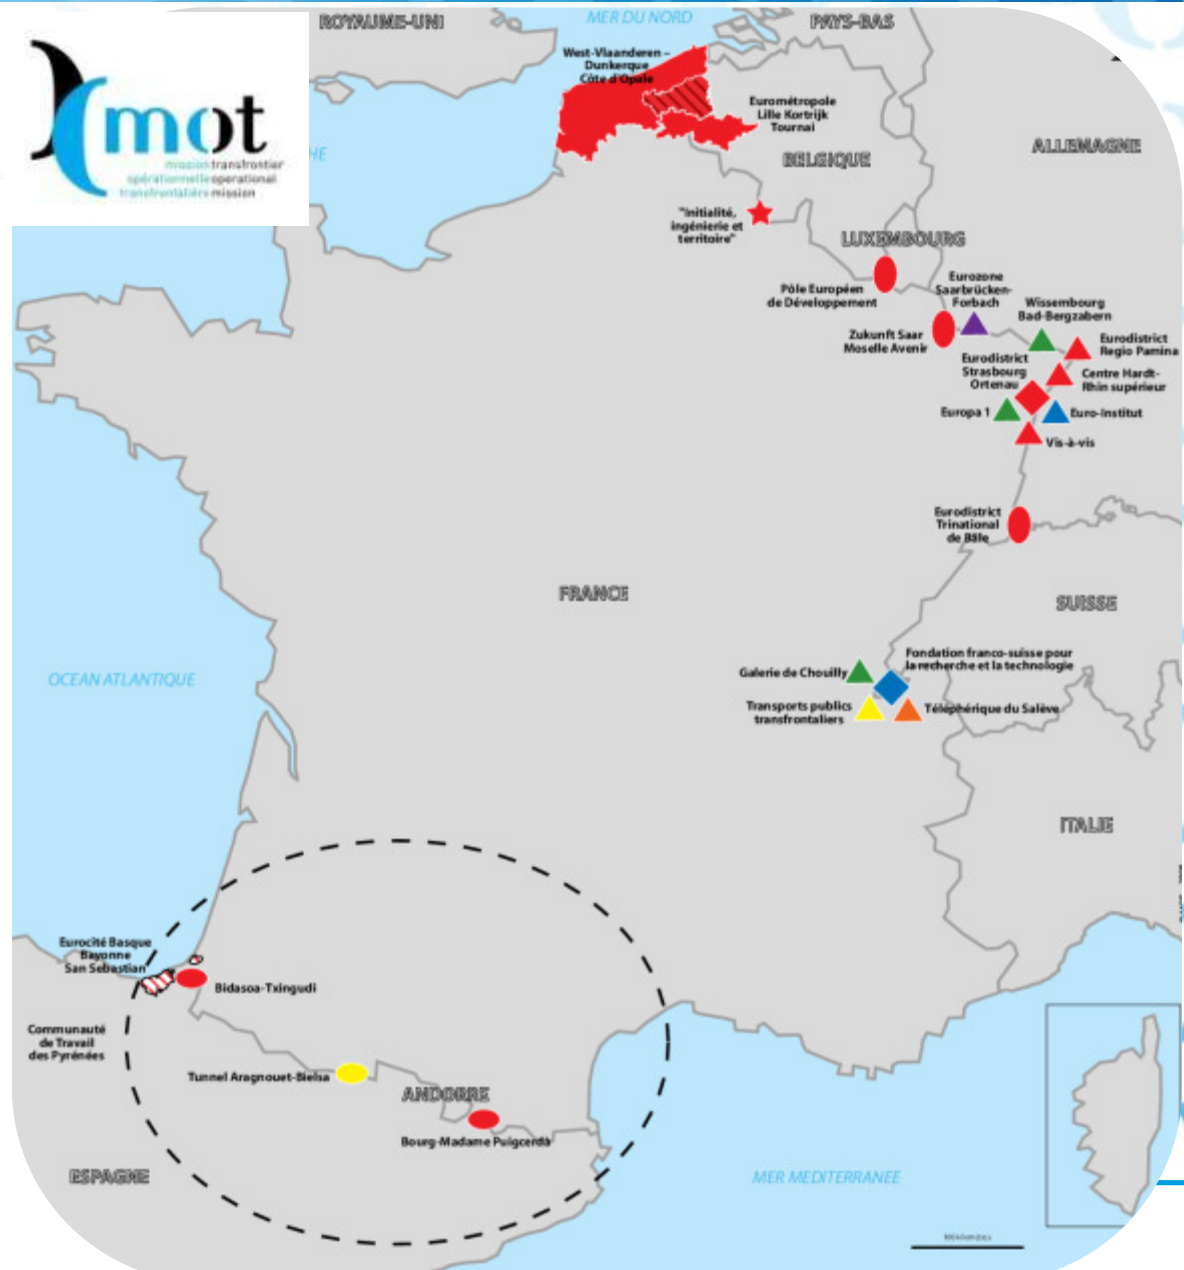 ROYAUME-UNI
MER DU NORD
PAYS-BAS
mot
mission transfrontier
opérationnelle operational
transfrontalière mission
HE
West-Vlaanderen –
Dunkerque
Côte d'Opale
Eurométropole
Lille Kortrijk
Tournai
BELGIQUE
ALLEMAGNE
"Initialité,
ingénierie et
territoire"
LUXEMBOURG
Pôle Européen
de Développement
Eurozone
Saarbrücken-
Forbach
Wissembourg
Bad-Bergzabern
Zukunft Saar
Moselle Avenir
Eurodistrict
Regio Pamina
Eurodistrict
Strasbourg
Ortenau
Centre Hardt-
Rhin supérieur
Europa 1
Euro-Institut
Vis-à-vis
Eurodistrict
Trinational
de Bâle
FRANCE
SUISSE
OCEAN ATLANTIQUE
Fondation franco-suisse pour
la recherche et la technologie
Galerie de Chouilly
Transports publics
transfrontaliers
Téléphérique du Salève
ITALIE
Eurocité Basque
Bayonne
San Sebastian
Bidasoa-Txingudi
Communauté
de Travail
des Pyrénées
Tunnel Aragnouet-Bielsa
ANDORRE
Bourg-Madame Puigcerdà
ESPAGNE
MER MEDITERRANEE